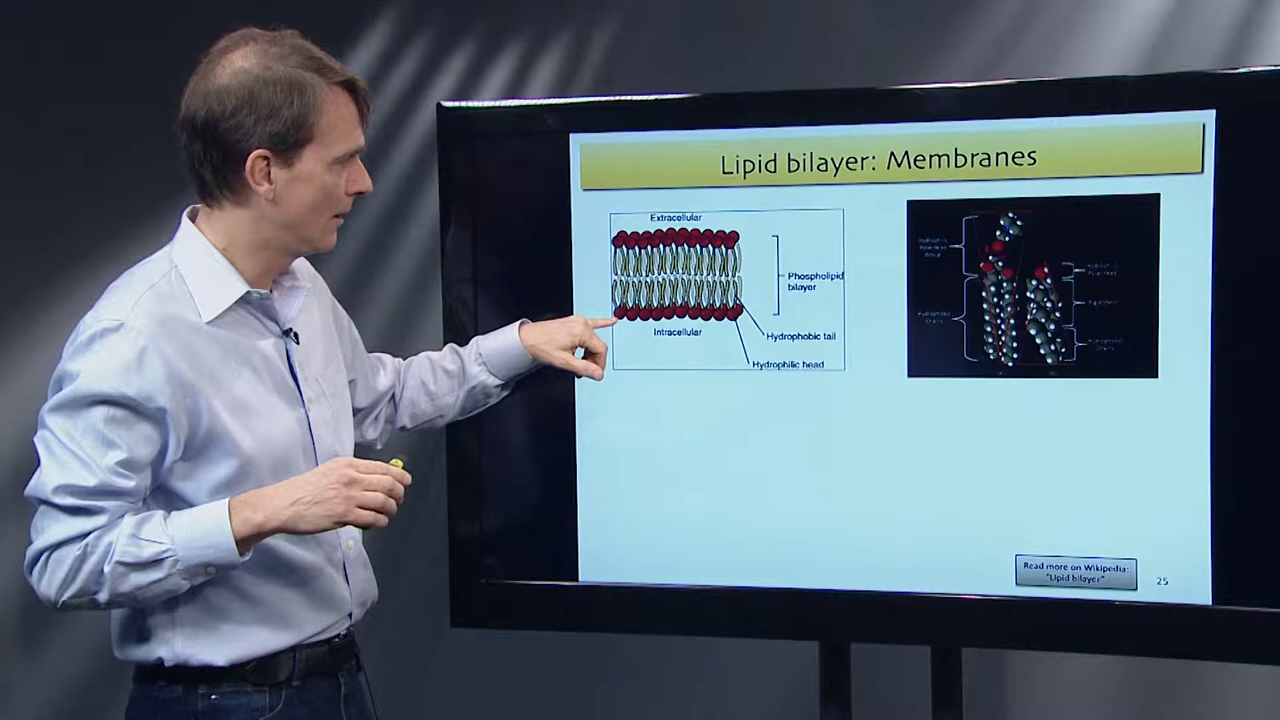 Lipid bilayer: Membranes
Extracellular
Phospholipid
bilayer
Intracellular
Hydrophobic tail
Hydrophilic head
Read more on Wikipedia:
"Lipid bilayer"
25